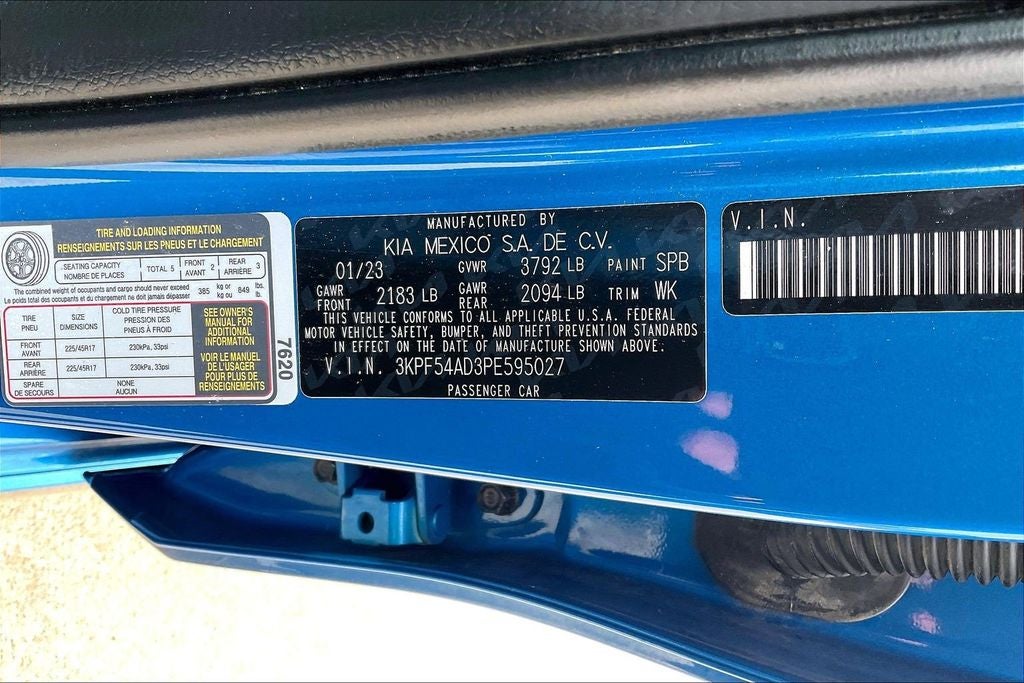 TIRE AND LOADING INFORMATION
RENSEIGNEMENTS SUR LES PNEUS ET LE CHARGEMENT
SEATING CAPACITY
NOMBRE DE PLACES
TOTAL 5
FRONT
AVANT 2
REAR
ARRIÈRE 3
The combined weight of occupants and cargo should never exceed
Le poids total des occupants et du chargement ne doit jamais dépasser
385 kg or
kg ou
849 lbs.
lb.
TIRE
PNEU
SIZE
DIMENSIONS
COLD TIRE PRESSURE
PRESSION DES
PNEUS À FROID
FRONT
AVANT
225/45R17
230kPa, 33psi
REAR
ARRIÈRE
225/45R17
230kPa, 33psi
SPARE
DE SECOURS
NONE
AUCUN
SEE OWNER'S
MANUAL FOR
ADDITIONAL
INFORMATION
VOIR LE MANUEL
DE L'USAGER
POUR PLUS DE
RENSEIGNEMENTS
7620
MANUFACTURED BY
KIA MEXICO S.A. DE C.V.
01/23 GVWR 3792 LB PAINT SPB
GAWR FRONT 2183 LB GAWR REAR 2094 LB TRIM WK
THIS VEHICLE CONFORMS TO ALL APPLICABLE U.S.A. FEDERAL
MOTOR VEHICLE SAFETY, BUMPER, AND THEFT PREVENTION STANDARDS
IN EFFECT ON THE DATE OF MANUFACTURE SHOWN ABOVE.
V.I.N. 3KPF54AD3PE595027
PASSENGER CAR
V.I.N.